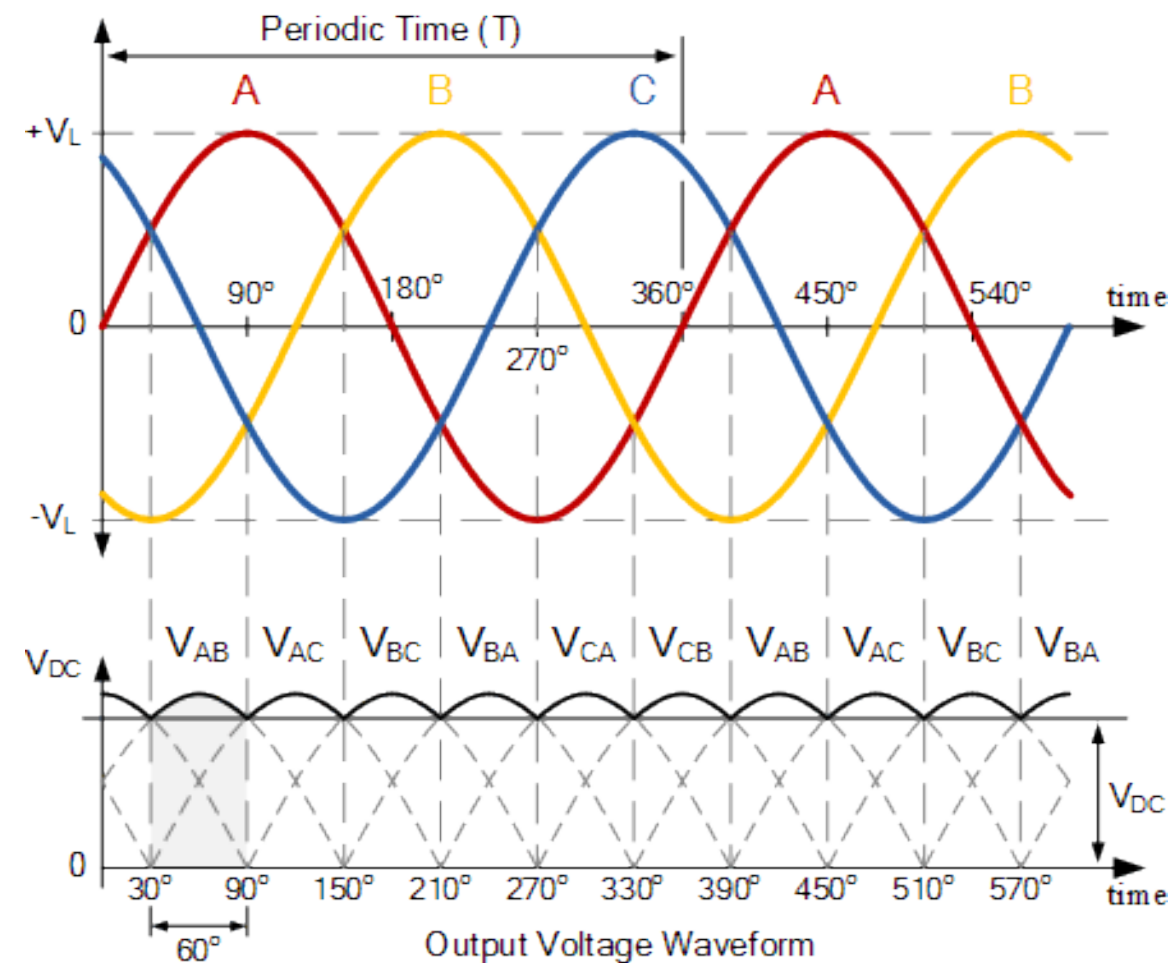 Periodic Time (T)
A B C A B
+VL
90° 180° 360° 450° 540° time
0
270°
-VL
VAB VAC VBC VBA VCA VCB VAB VAC VBC VBA
VDC
VDC
0
30° 90° 150° 210° 270° 330° 390° 450° 510° 570° time
60°
Output Voltage Waveform